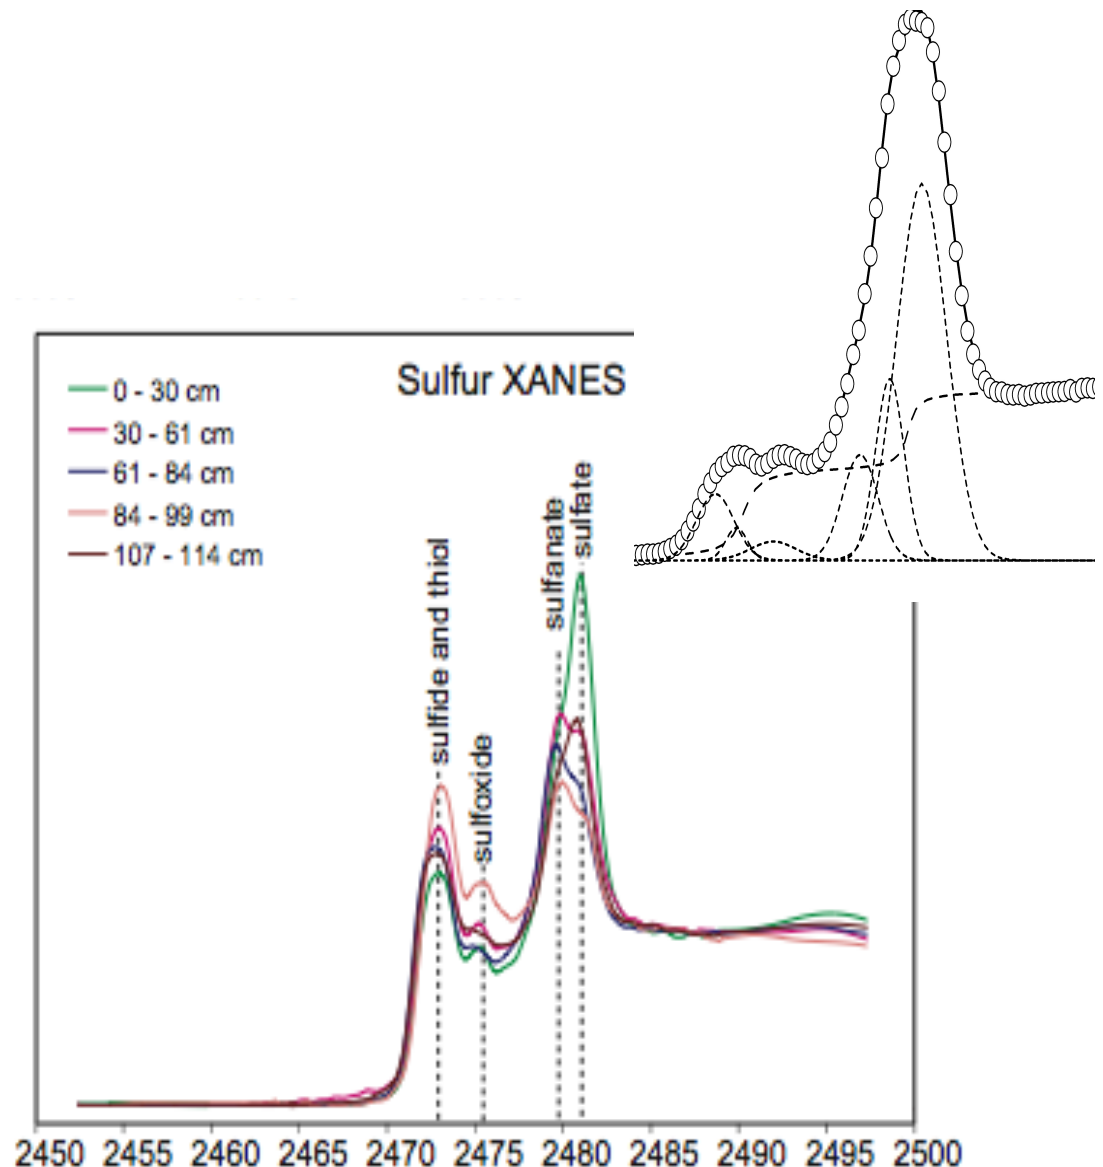 Sulfur XANES
0 - 30 cm
30 - 61 cm
61 - 84 cm
84 - 99 cm
107 - 114 cm
sulfide and thiol
sulfoxide
sulfanate
sulfate
2450 2455 2460 2465 2470 2475 2480 2485 2490 2495 2500